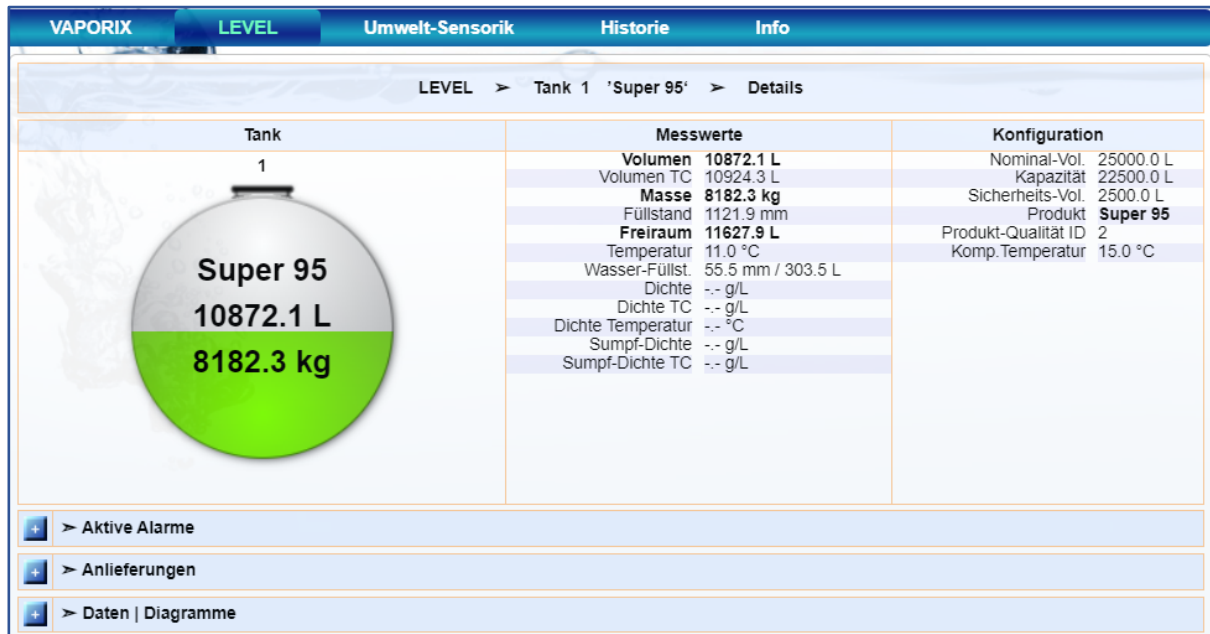 VAPORIX LEVEL Umwelt-Sensorik Historie Info
LEVEL ➢ Tank 1 'Super 95' ➢ Details
Tank
1
Super 95
10872.1 L
8182.3 kg
Messwerte
Volumen 10872.1 L
Volumen TC 10924.3 L
Masse 8182.3 kg
Füllstand 1121.9 mm
Freiraum 11627.9 L
Temperatur 11.0 °C
Wasser-Füllst. 55.5 mm / 303.5 L
Dichte -.- g/L
Dichte TC -.- g/L
Dichte Temperatur -.- °C
Sumpf-Dichte -.- g/L
Sumpf-Dichte TC -.- g/L
Konfiguration
Nominal-Vol. 25000.0 L
Kapazität 22500.0 L
Sicherheits-Vol. 2500.0 L
Produkt Super 95
Produkt-Qualität ID 2
Komp.Temperatur 15.0 °C
+ ➢ Aktive Alarme
+ ➢ Anlieferungen
+ ➢ Daten | Diagramme